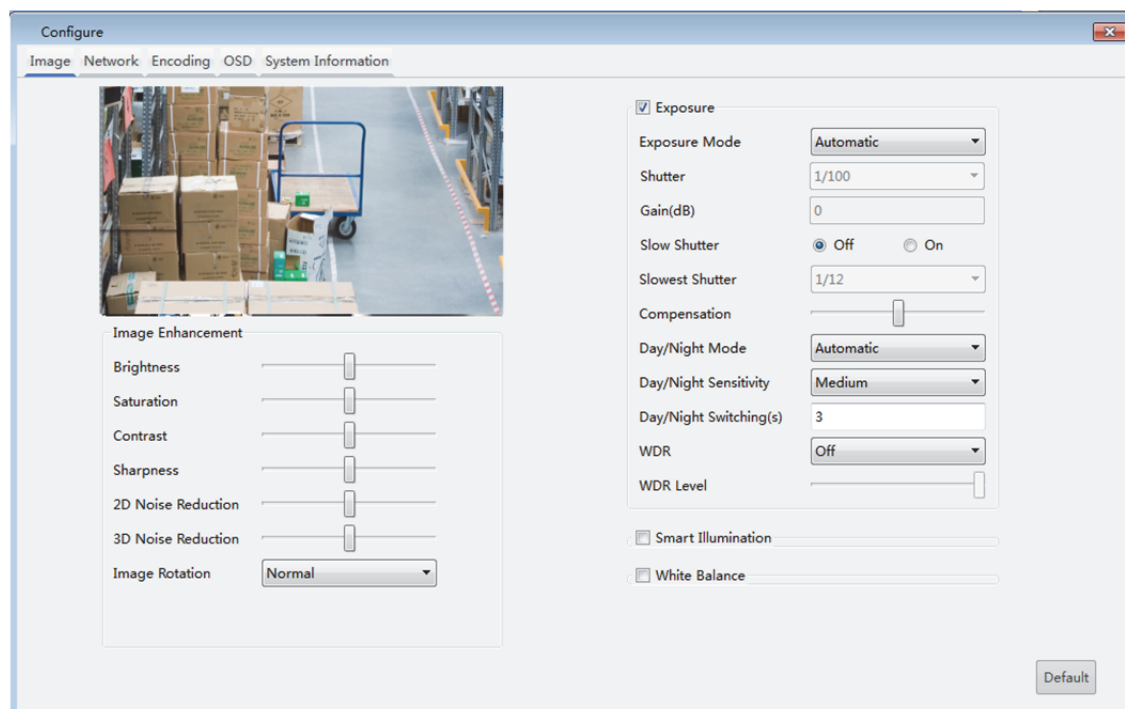 Configure
Image Network Encoding OSD System Information
Image Enhancement
Brightness
Saturation
Contrast
Sharpness
2D Noise Reduction
3D Noise Reduction
Image Rotation Normal
Exposure
Exposure Mode Automatic
Shutter 1/100
Gain(dB) 0
Slow Shutter Off On
Slowest Shutter 1/12
Compensation
Day/Night Mode Automatic
Day/Night Sensitivity Medium
Day/Night Switching(s) 3
WDR Off
WDR Level
Smart Illumination
White Balance
Default